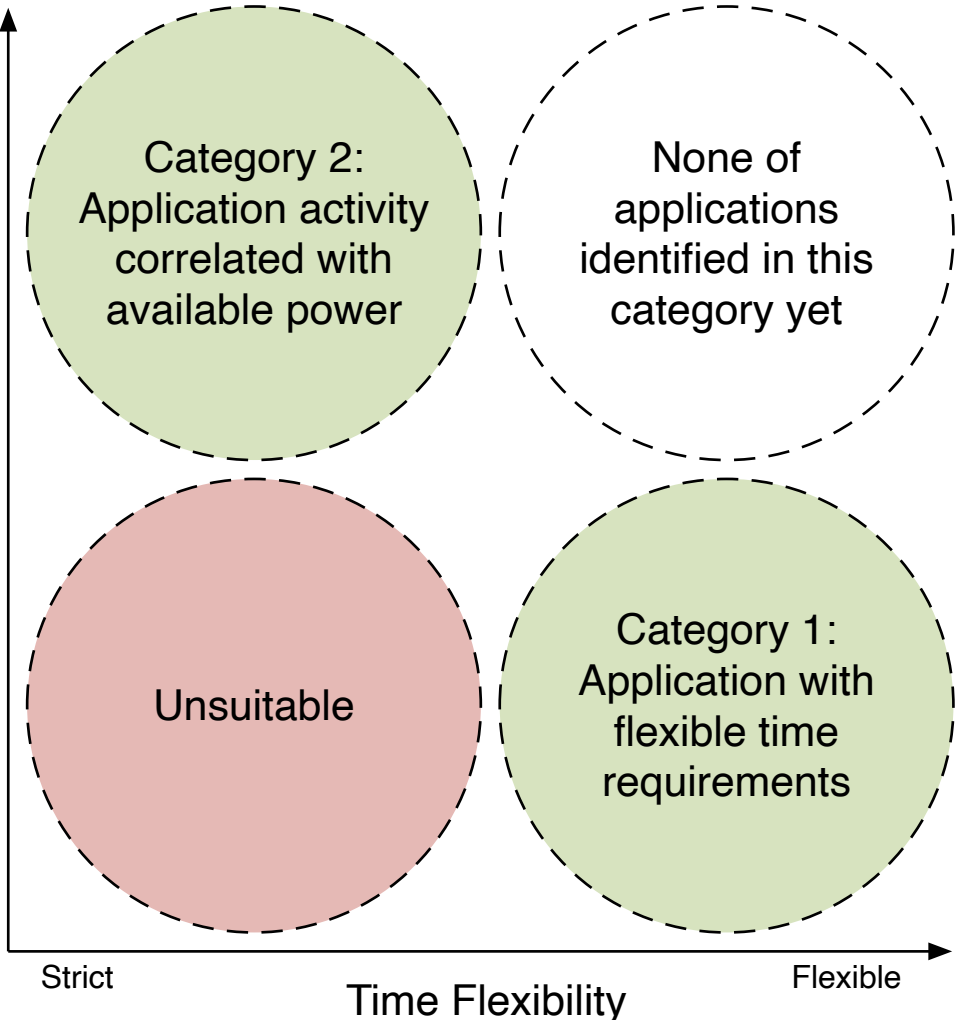 Category 2:
Application activity
correlated with
available power
None of
applications
identified in this
category yet
Unsuitable
Category 1:
Application with
flexible time
requirements
Strict
Flexible
Time Flexibility